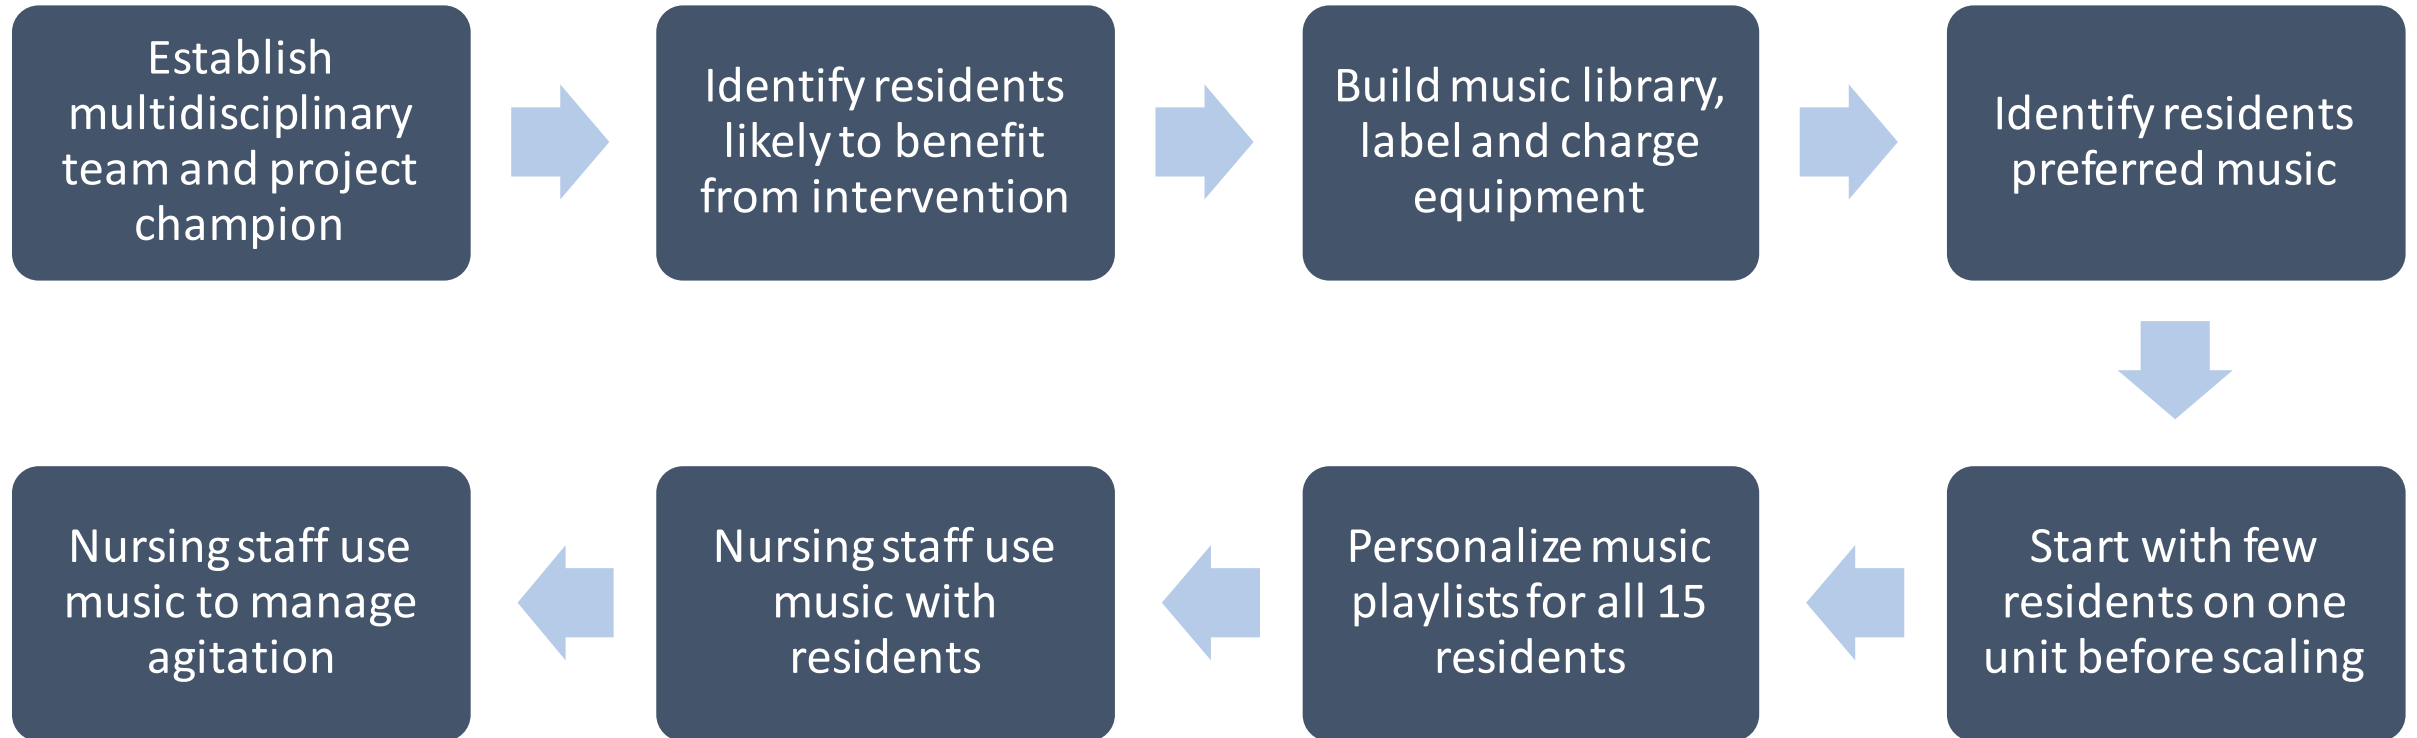 Establish
multidisciplinary
team and project
champion
Identify residents
likely to benefit
from intervention
Build music library,
label and charge
equipment
Identify residents
preferred music
Start with few
residents on one
unit before scaling
Personalize music
playlists for all 15
residents
Nursing staff use
music with
residents
Nursing staff use
music to manage
agitation